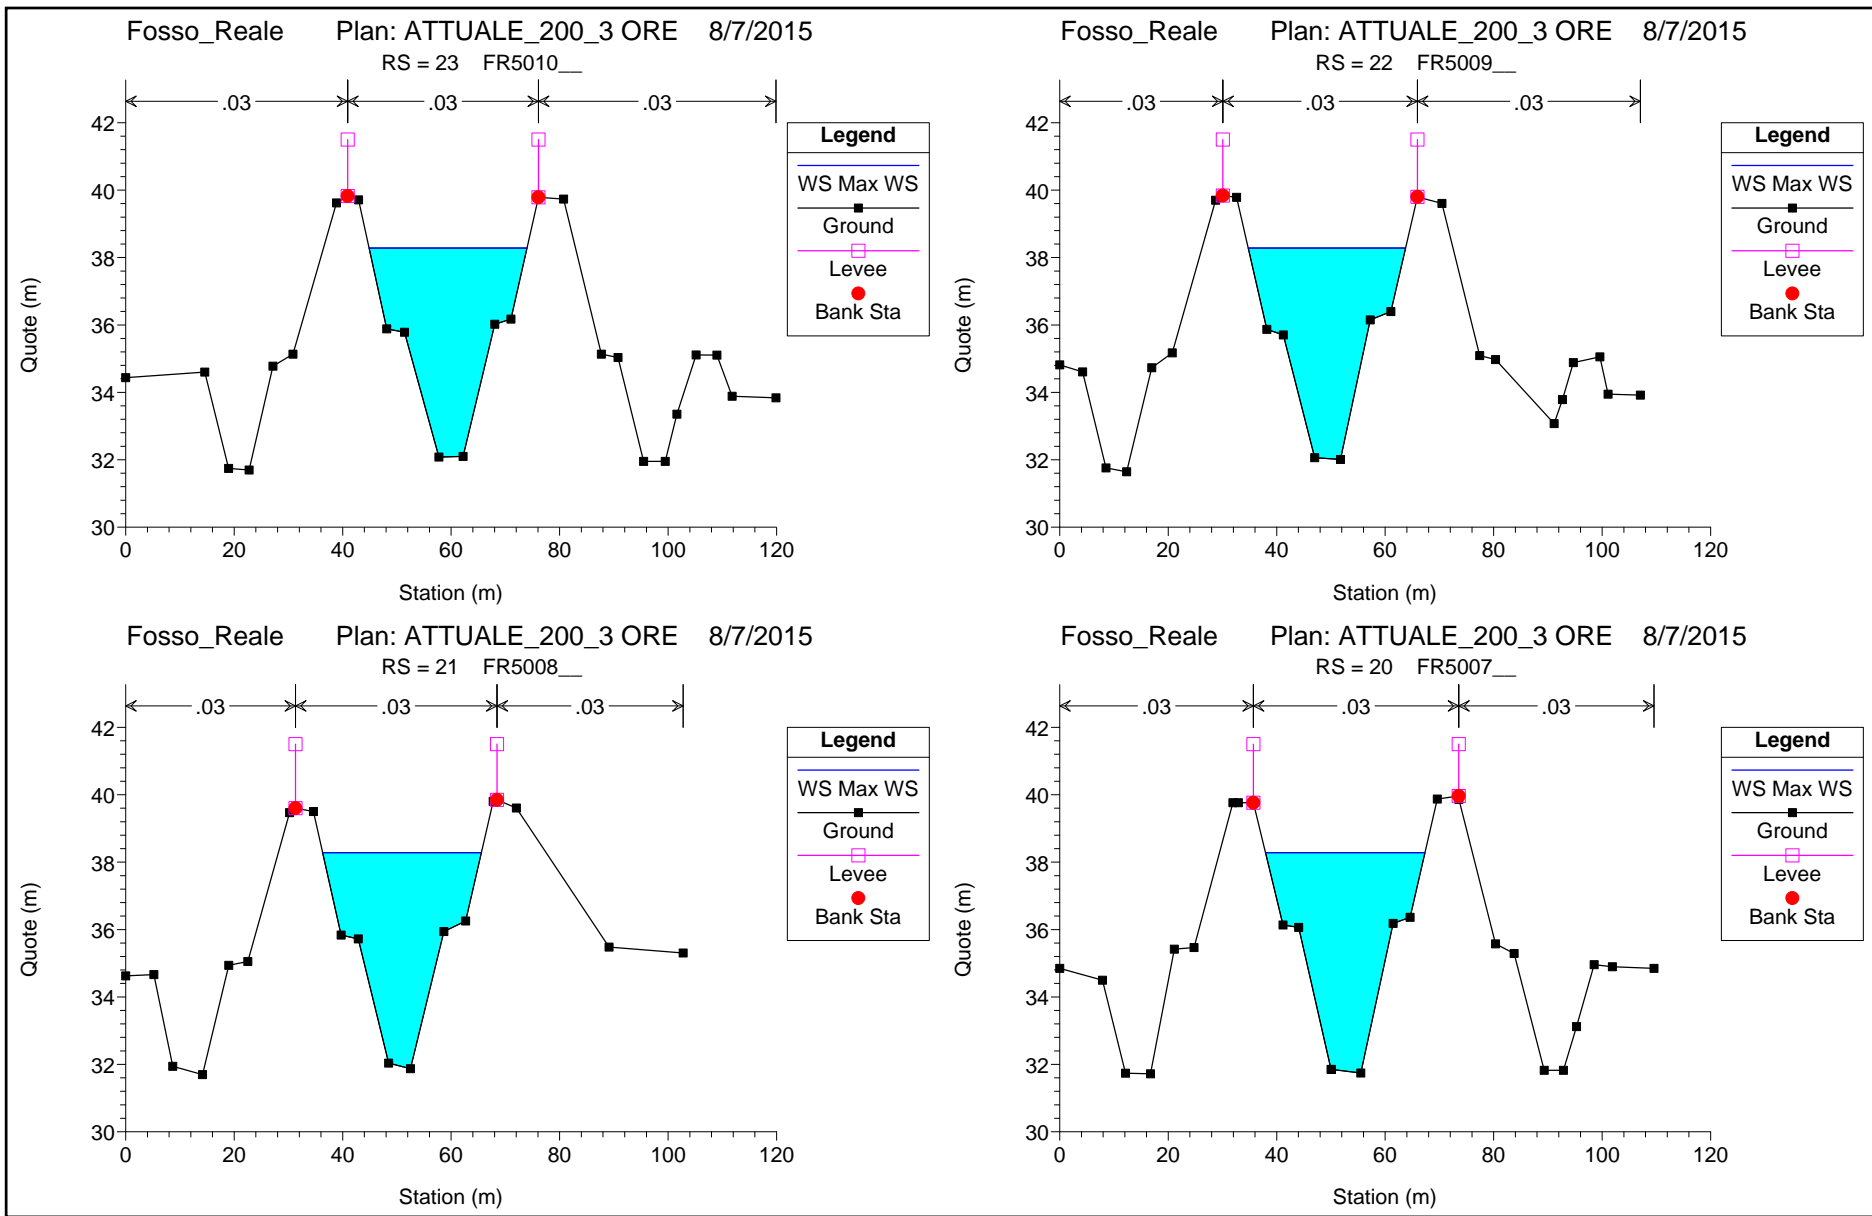 Fosso_Reale Plan: ATTUALE_200_3 ORE 8/7/2015
RS = 23 FR5010__
.03 .03 .03
42
40
38
36
34
32
30
Quote (m)
0 20 40 60 80 100 120
Station (m)
Legend
WS Max WS
Ground
Levee
Bank Sta
Fosso_Reale Plan: ATTUALE_200_3 ORE 8/7/2015
RS = 22 FR5009__
.03 .03 .03
42
40
38
36
34
32
30
Quote (m)
0 20 40 60 80 100 120
Station (m)
Legend
WS Max WS
Ground
Levee
Bank Sta
Fosso_Reale Plan: ATTUALE_200_3 ORE 8/7/2015
RS = 21 FR5008__
.03 .03 .03
42
40
38
36
34
32
30
Quote (m)
0 20 40 60 80 100 120
Station (m)
Legend
WS Max WS
Ground
Levee
Bank Sta
Fosso_Reale Plan: ATTUALE_200_3 ORE 8/7/2015
RS = 20 FR5007__
.03 .03 .03
42
40
38
36
34
32
30
Quote (m)
0 20 40 60 80 100 120
Station (m)
Legend
WS Max WS
Ground
Levee
Bank Sta